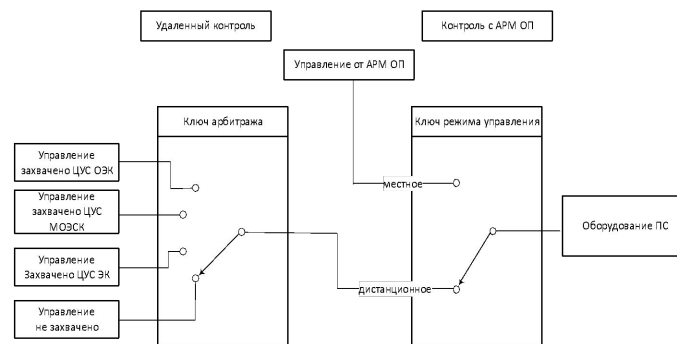 Удаленный контроль
Контроль с АРМ ОП
Управление от АРМ ОП
Ключ арбитража
Ключ режима управления
Управление
захвачено ЦУС ОЭК
Управление
захвачено ЦУС
МОЭСК
Управление
Захвачено ЦУС ЭК
Управление
не захвачено
местное
дистанционное
Оборудование ПС